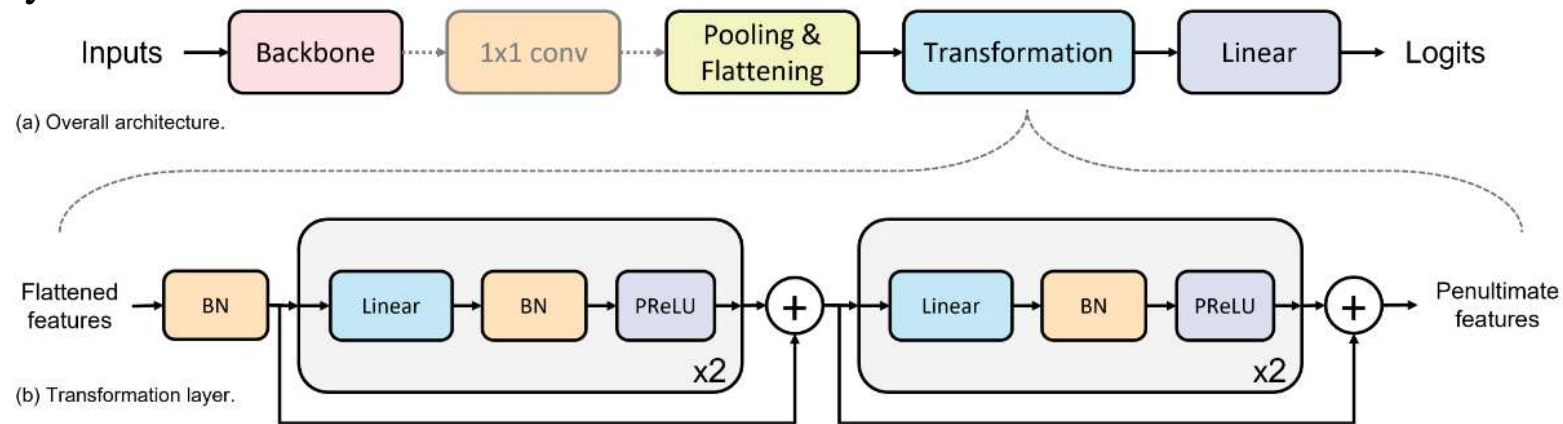 Inputs
Backbone
1x1 conv
Pooling &
Flattening
Transformation
Linear
Logits
(a) Overall architecture.
Flattened
features
BN
Linear
BN
PReLU
x2
+
Linear
BN
PReLU
x2
+
Penultimate
features
(b) Transformation layer.